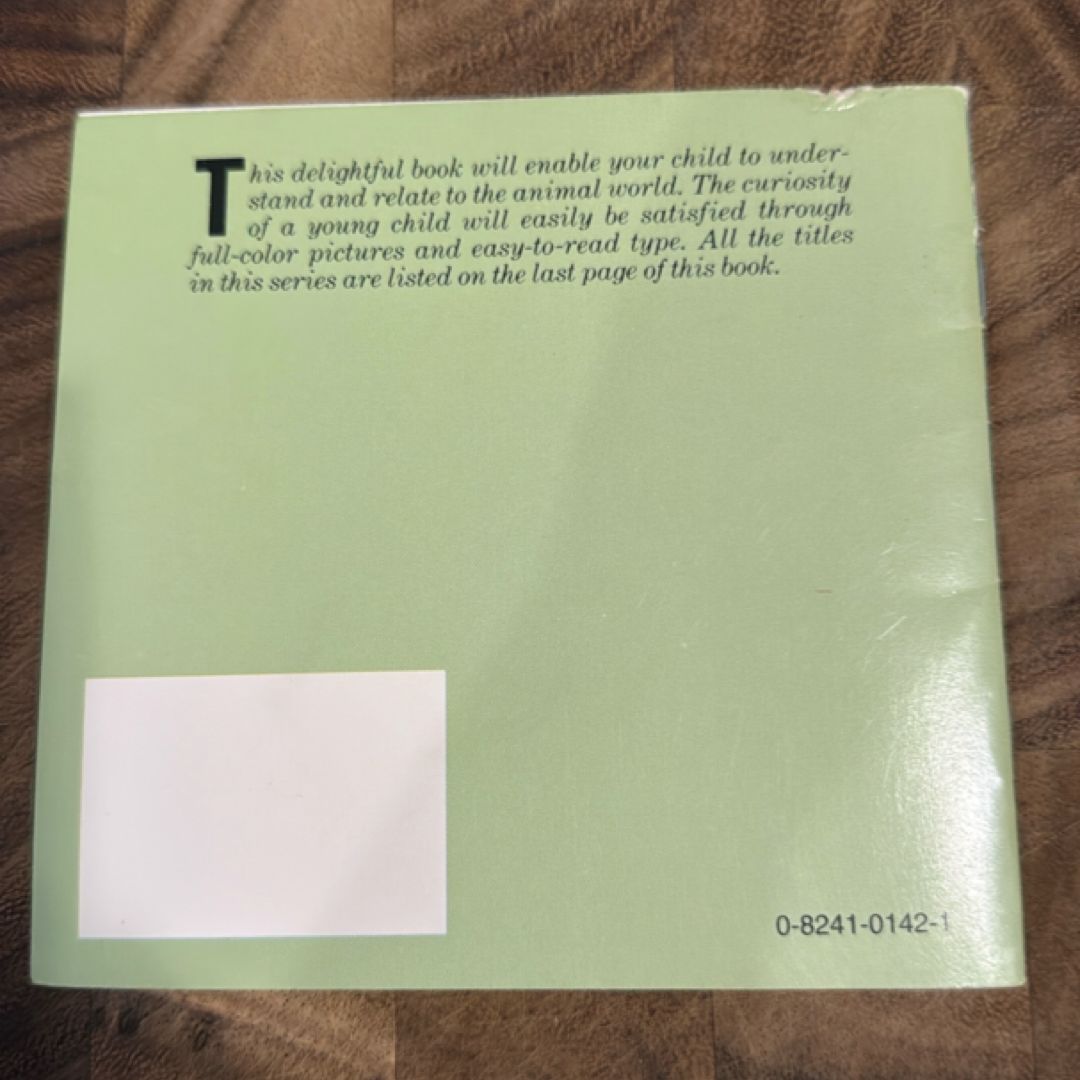 This delightful book will enable your child to under-
stand and relate to the animal world. The curiosity
of a young child will easily be satisfied through
full-color pictures and easy-to-read type. All the titles
in this series are listed on the last page of this book.
0-8241-0142-1